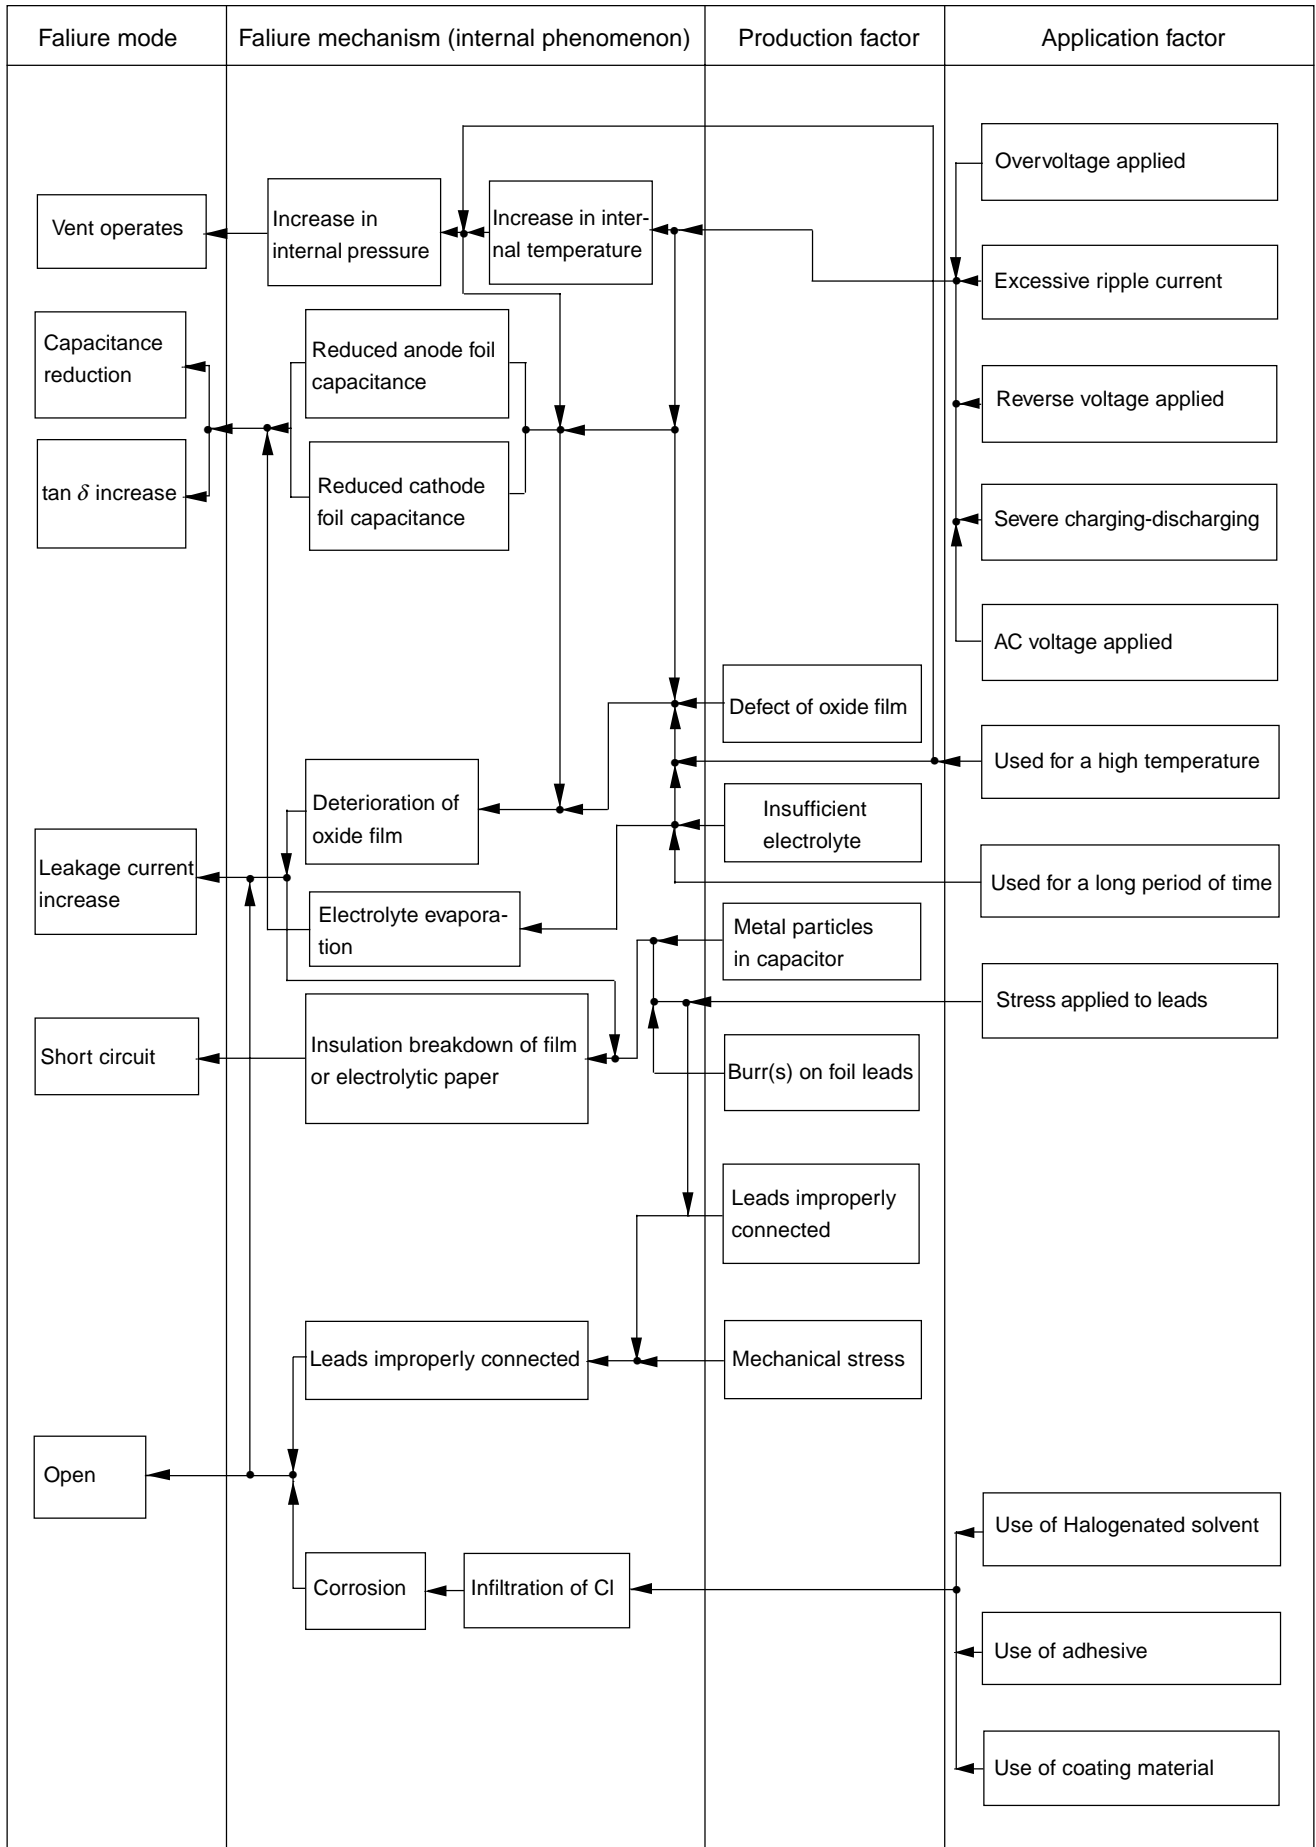 Faliure mode
Faliure mechanism (internal phenomenon)
Production factor
Application factor
Overvoltage applied
Vent operates
Increase in
internal pressure
Increase in inter-
nal temperature
Excessive ripple current
Capacitance
reduction
Reduced anode foil
capacitance
Reverse voltage applied
tan δ increase
Reduced cathode
foil capacitance
Severe charging-discharging
AC voltage applied
Defect of oxide film
Used for a high temperature
Deterioration of
oxide film
Insufficient
electrolyte
Leakage current
increase
Used for a long period of time
Electrolyte evapora-
tion
Metal particles
in capacitor
Stress applied to leads
Short circuit
Insulation breakdown of film
or electrolytic paper
Burr(s) on foil leads
Leads improperly
connected
Leads improperly connected
Mechanical stress
Open
Use of Halogenated solvent
Corrosion
Infiltration of Cl
Use of adhesive
Use of coating material